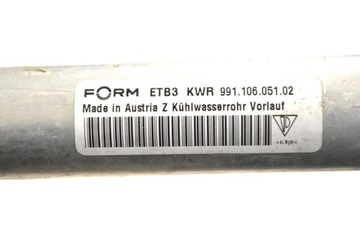 FORM ETB3 KWR 991.106.051.02
Made in Austria Z Kühlwasserrohr Vorlauf